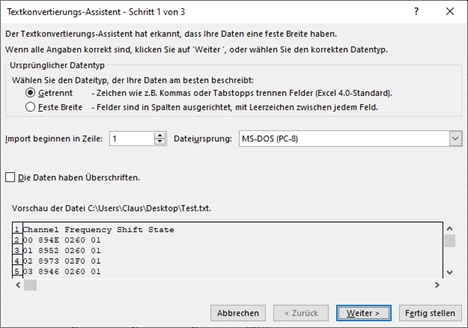 Textkonvertierungs-Assistent - Schritt 1 von 3
Der Textkonvertierungs-Assistent hat erkannt, dass Ihre Daten eine feste Breite haben.
Wenn alle Angaben korrekt sind, klicken Sie auf 'Weiter ', oder wählen Sie den korrekten Datentyp.
Ursprünglicher Datentyp
Wählen Sie den Dateityp, der Ihre Daten am besten beschreibt:
Getrennt - Zeichen wie z.B. Kommas oder Tabstopps trennen Felder (Excel 4.0-Standard).
Feste Breite - Felder sind in Spalten ausgerichtet, mit Leerzeichen zwischen jedem Feld.
Import beginnen in Zeile: 1 Dateiursprung: MS-DOS (PC-8)
Die Daten haben Überschriften.
Vorschau der Datei C:\Users\Claus\Desktop\Test.txt.
1 Channel Frequency Shift State
2 00 894E 0260 01
3 01 8952 0260 01
4 02 8973 02F0 01
5 03 8946 0260 01
Abbrechen < Zurück Weiter > Fertig stellen